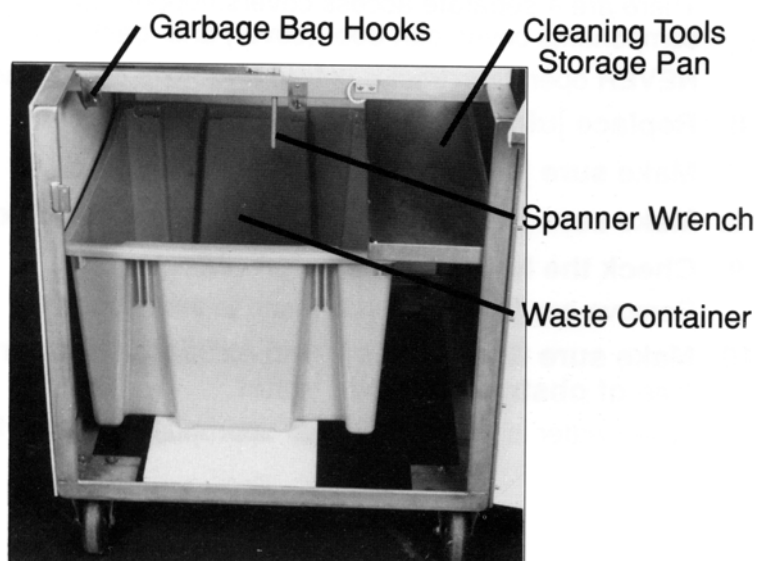 Garbage Bag Hooks
Cleaning Tools
Storage Pan
Spanner Wrench
Waste Container